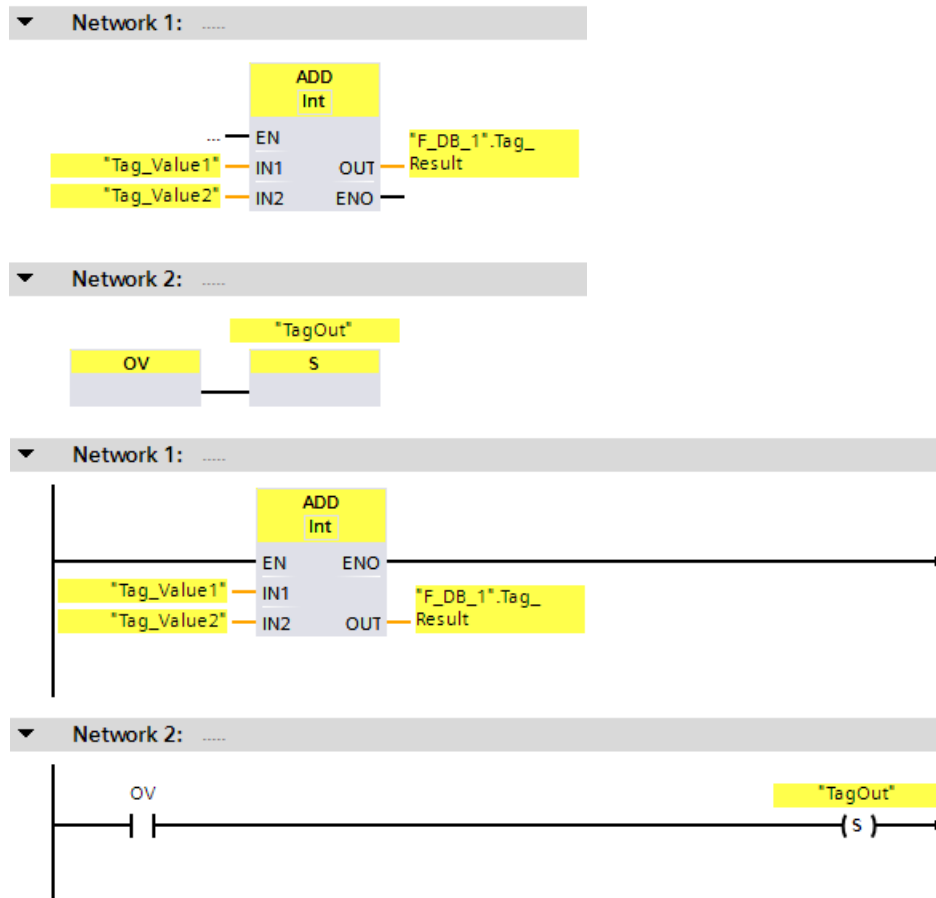 Network 1: .....
ADD
Int
... EN
"Tag_Value1" IN1 OUT "F_DB_1".Tag_
Result
"Tag_Value2" IN2 ENO
Network 2: .....
"TagOut"
OV S
Network 1: .....
ADD
Int
EN ENO
"Tag_Value1" IN1 "F_DB_1".Tag_
"Tag_Value2" IN2 OUT Result
Network 2: .....
OV "TagOut"
S